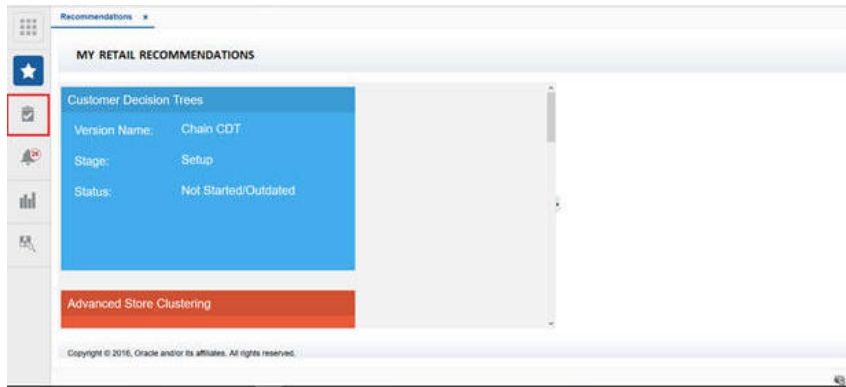 Recommendations ×
MY RETAIL RECOMMENDATIONS
Customer Decision Trees
Version Name: Chain CDT
Stage: Setup
Status: Not Started/Outdated
Advanced Store Clustering
Copyright © 2016, Oracle and/or its affiliates. All rights reserved.